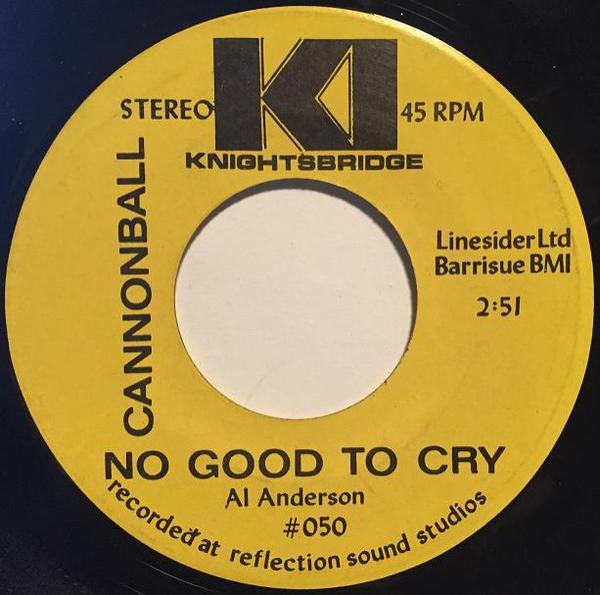 STEREO
KI
45 RPM
KNIGHTSBRIDGE
CANNONBALL
Linesider Ltd
Barrisue BMI
2:51
NO GOOD TO CRY
Al Anderson
#050
recorded at reflection sound studios